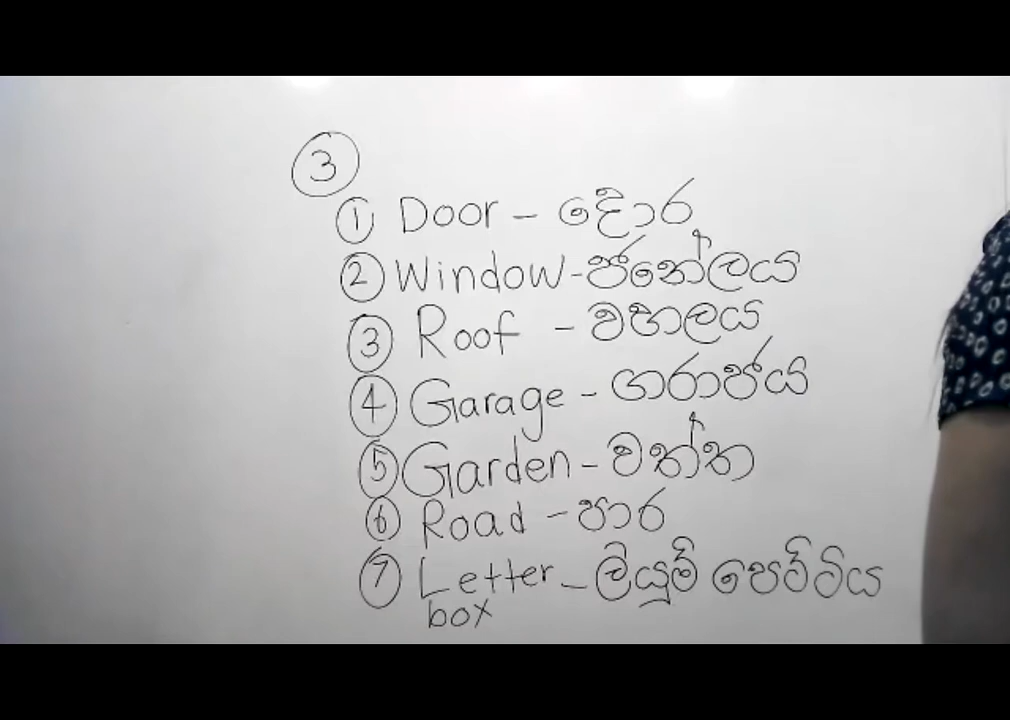 3
1 Door - දොර
2 Window - ජනේලය
3 Roof - වහලය
4 Garage - ගරාජය
5 Garden - වත්ත
6 Road - පාර
7 Letter - ලියුම් පෙට්ටිය
box